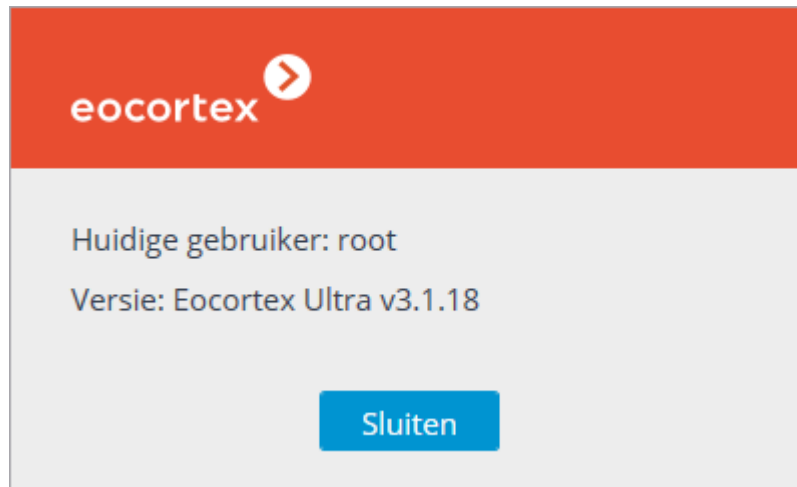 eocortex
Huidige gebruiker: root
Versie: Eocortex Ultra v3.1.18
Sluiten